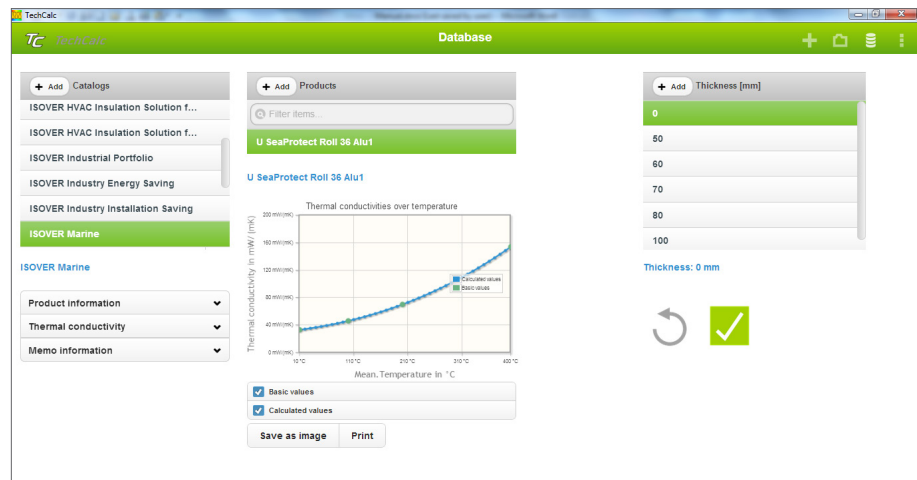 TechCalc
TC TechCalc
Database
+ Add Catalogs
ISOVER HVAC Insulation Solution f...
ISOVER HVAC Insulation Solution f...
ISOVER Industrial Portfolio
ISOVER Industry Energy Saving
ISOVER Industry Installation Saving
ISOVER Marine
ISOVER Marine
Product information
Thermal conductivity
Memo information
+ Add Products
Filter items...
U SeaProtect Roll 36 Alu1
U SeaProtect Roll 36 Alu1
Thermal conductivities over temperature
Thermal conductivity in mW/ (mK)
200 mW/(mK)
160 mW/(mK)
120 mW/(mK)
80 mW/(mK)
40 mW/(mK)
0 mW/(mK)
Calculated values
Basic values
10 °C 110 °C 210 °C 310 °C 400 °C
Mean.Temperature in °C
Basic values
Calculated values
Save as image Print
+ Add Thickness [mm]
0
50
60
70
80
100
Thickness: 0 mm